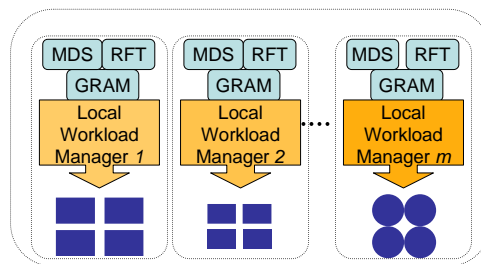 MDS RFT
GRAM
Local
Workload
Manager 1
MDS RFT
GRAM
Local
Workload
Manager 2
....
MDS RFT
GRAM
Local
Workload
Manager m